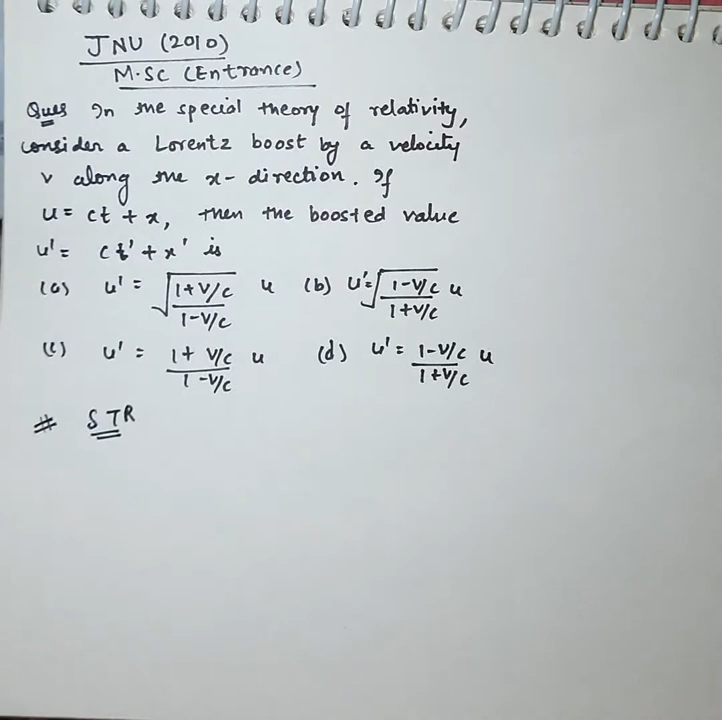 JNU (2010)
M.SC (Entrance)
Ques In the special theory of relativity,
consider a Lorentz boost by a velocity
v along the x-direction. If
u = ct + x, then the boosted value
u' = ct' + x' is
(a) u' = √((1+v/c)/(1-v/c)) u (b) u' = √((1-v/c)/(1+v/c)) u
(c) u' = (1+v/c)/(1-v/c) u (d) u' = (1-v/c)/(1+v/c) u
# STR